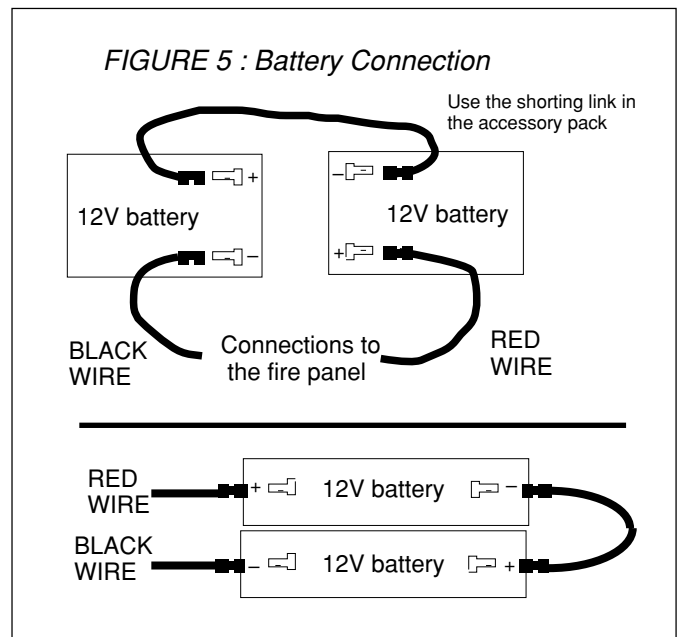 FIGURE 5 : Battery Connection
Use the shorting link in
the accessory pack
+
–
12V battery
12V battery
–
+
BLACK
WIRE
Connections to
the fire panel
RED
WIRE
RED
WIRE
+ 12V battery –
BLACK
WIRE
– 12V battery +